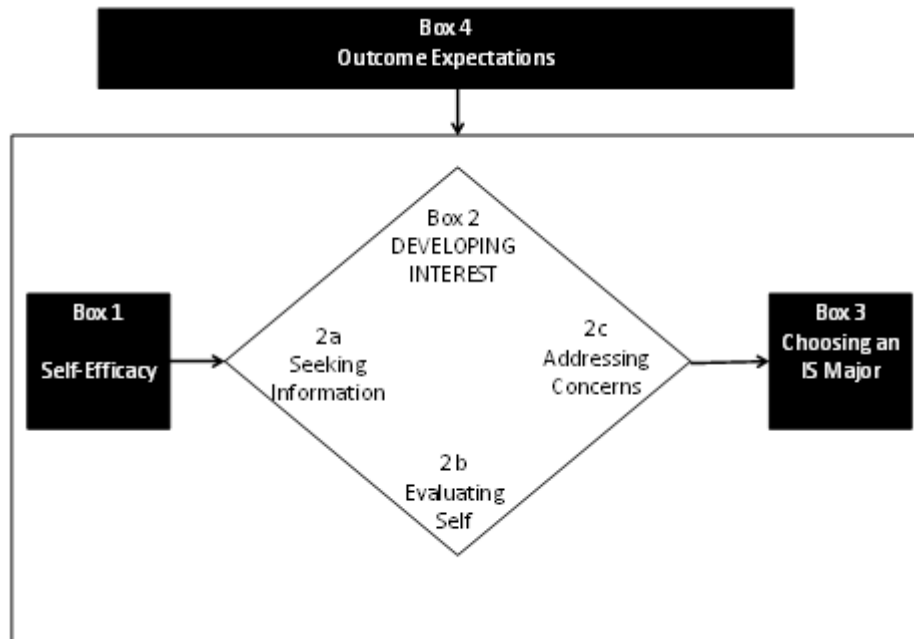 Box 4
Outcome Expectations
Box 2
DEVELOPING
INTEREST
Box 1
Self-Efficacy
2a
Seeking
Information
2c
Addressing
Concerns
Box 3
Choosing an
IS Major
2b
Evaluating
Self